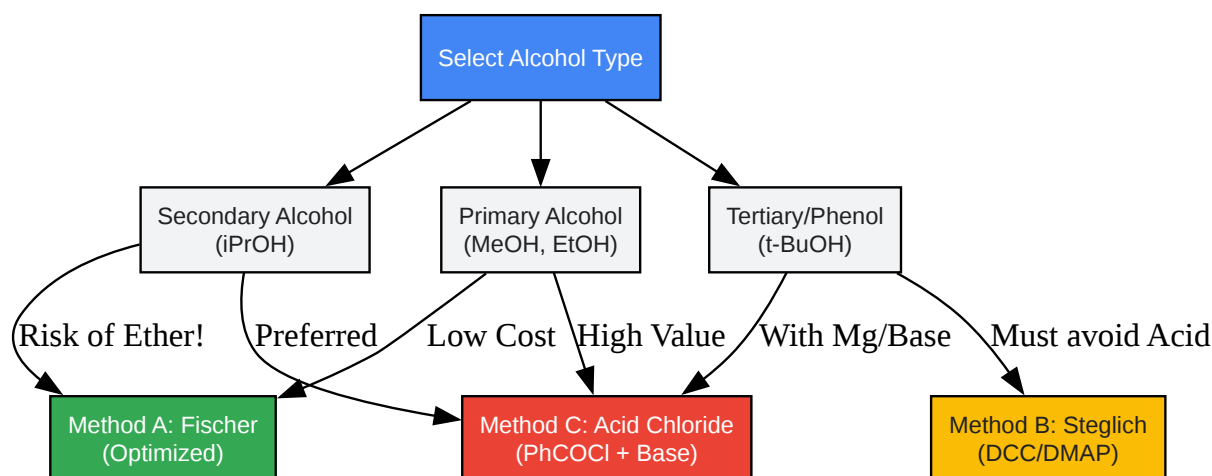 Select Alcohol Type
Secondary Alcohol
(iPrOH)
Primary Alcohol
(MeOH, EtOH)
Tertiary/Phenol
(t-BuOH)
Risk of Ether!
Preferred
Low Cost
High Value
With Mg/Base
Must avoid Acid
Method A: Fischer
(Optimized)
Method C: Acid Chloride
(PhCOCl + Base)
Method B: Steglich
(DCC/DMAP)